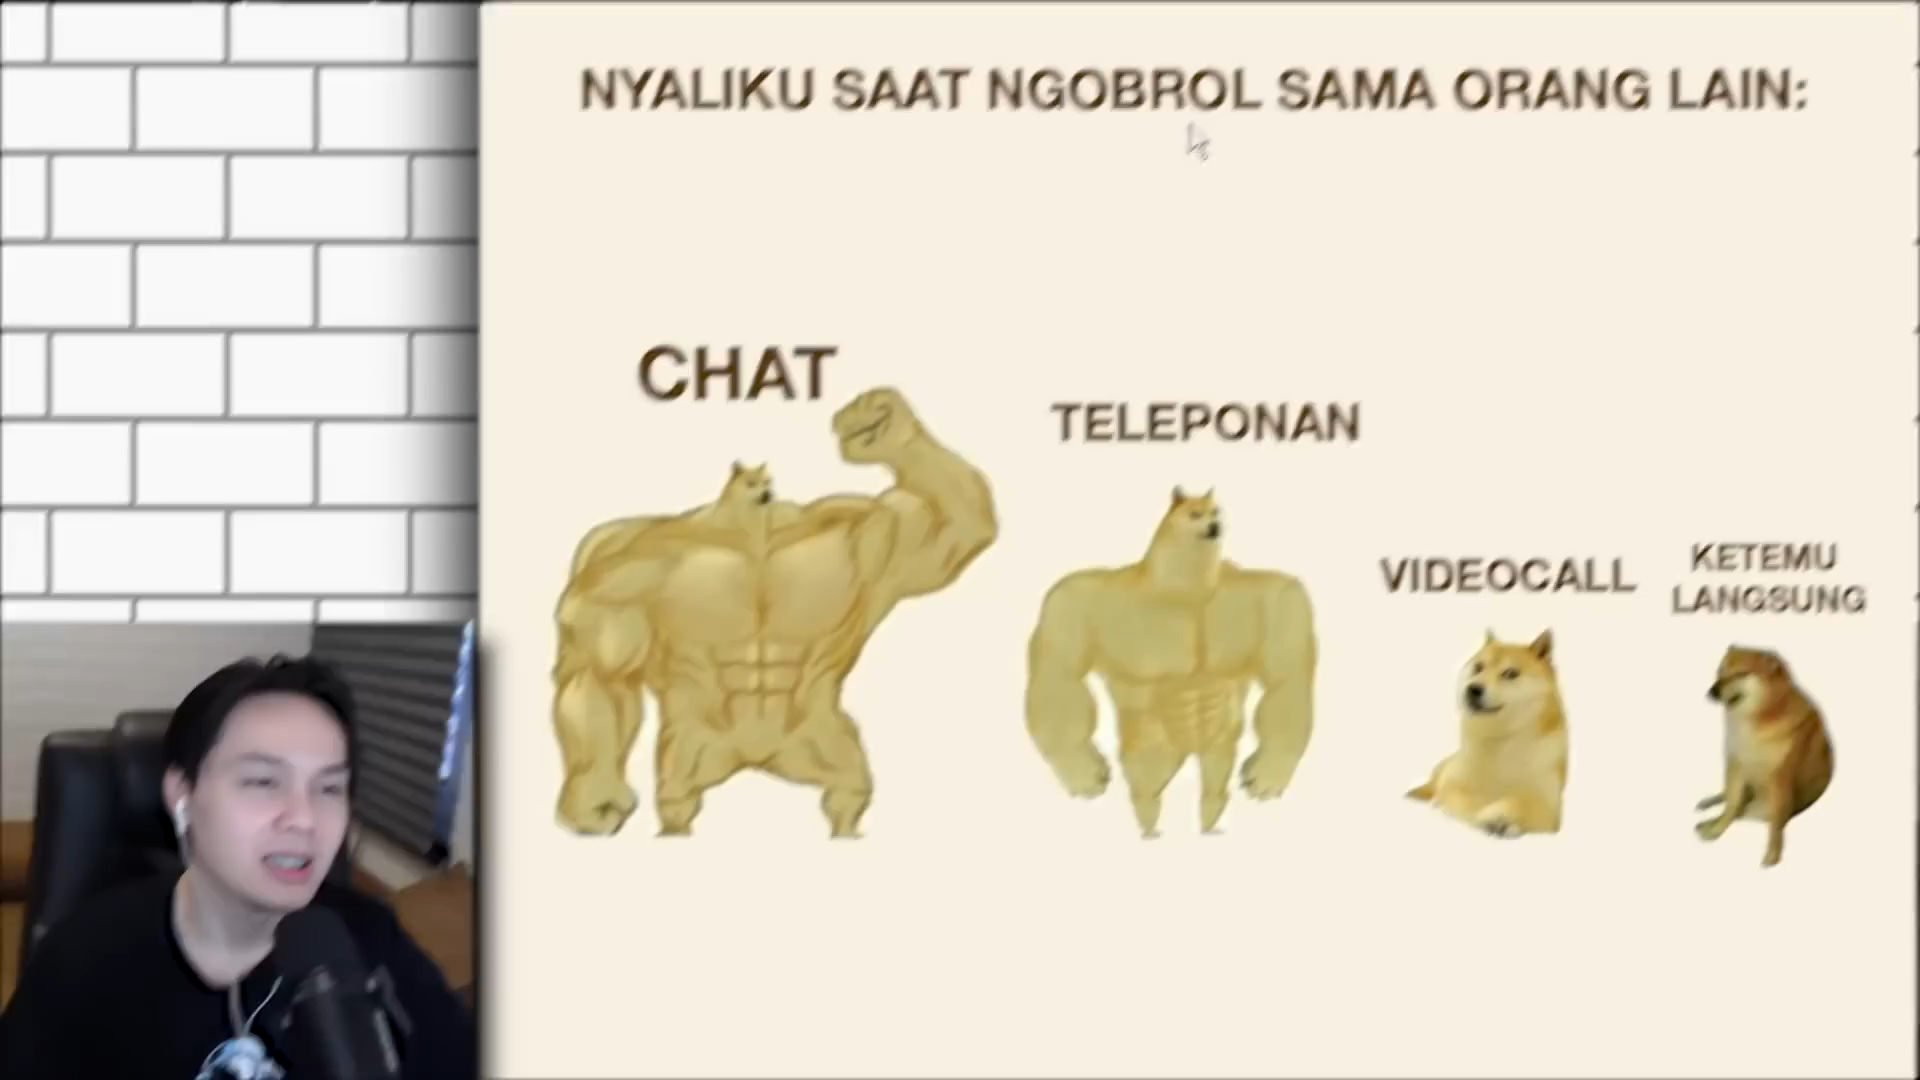 NYALIKU SAAT NGOBROL SAMA ORANG LAIN:
CHAT
TELEPONAN
VIDEOCALL
KETEMU
LANGSUNG